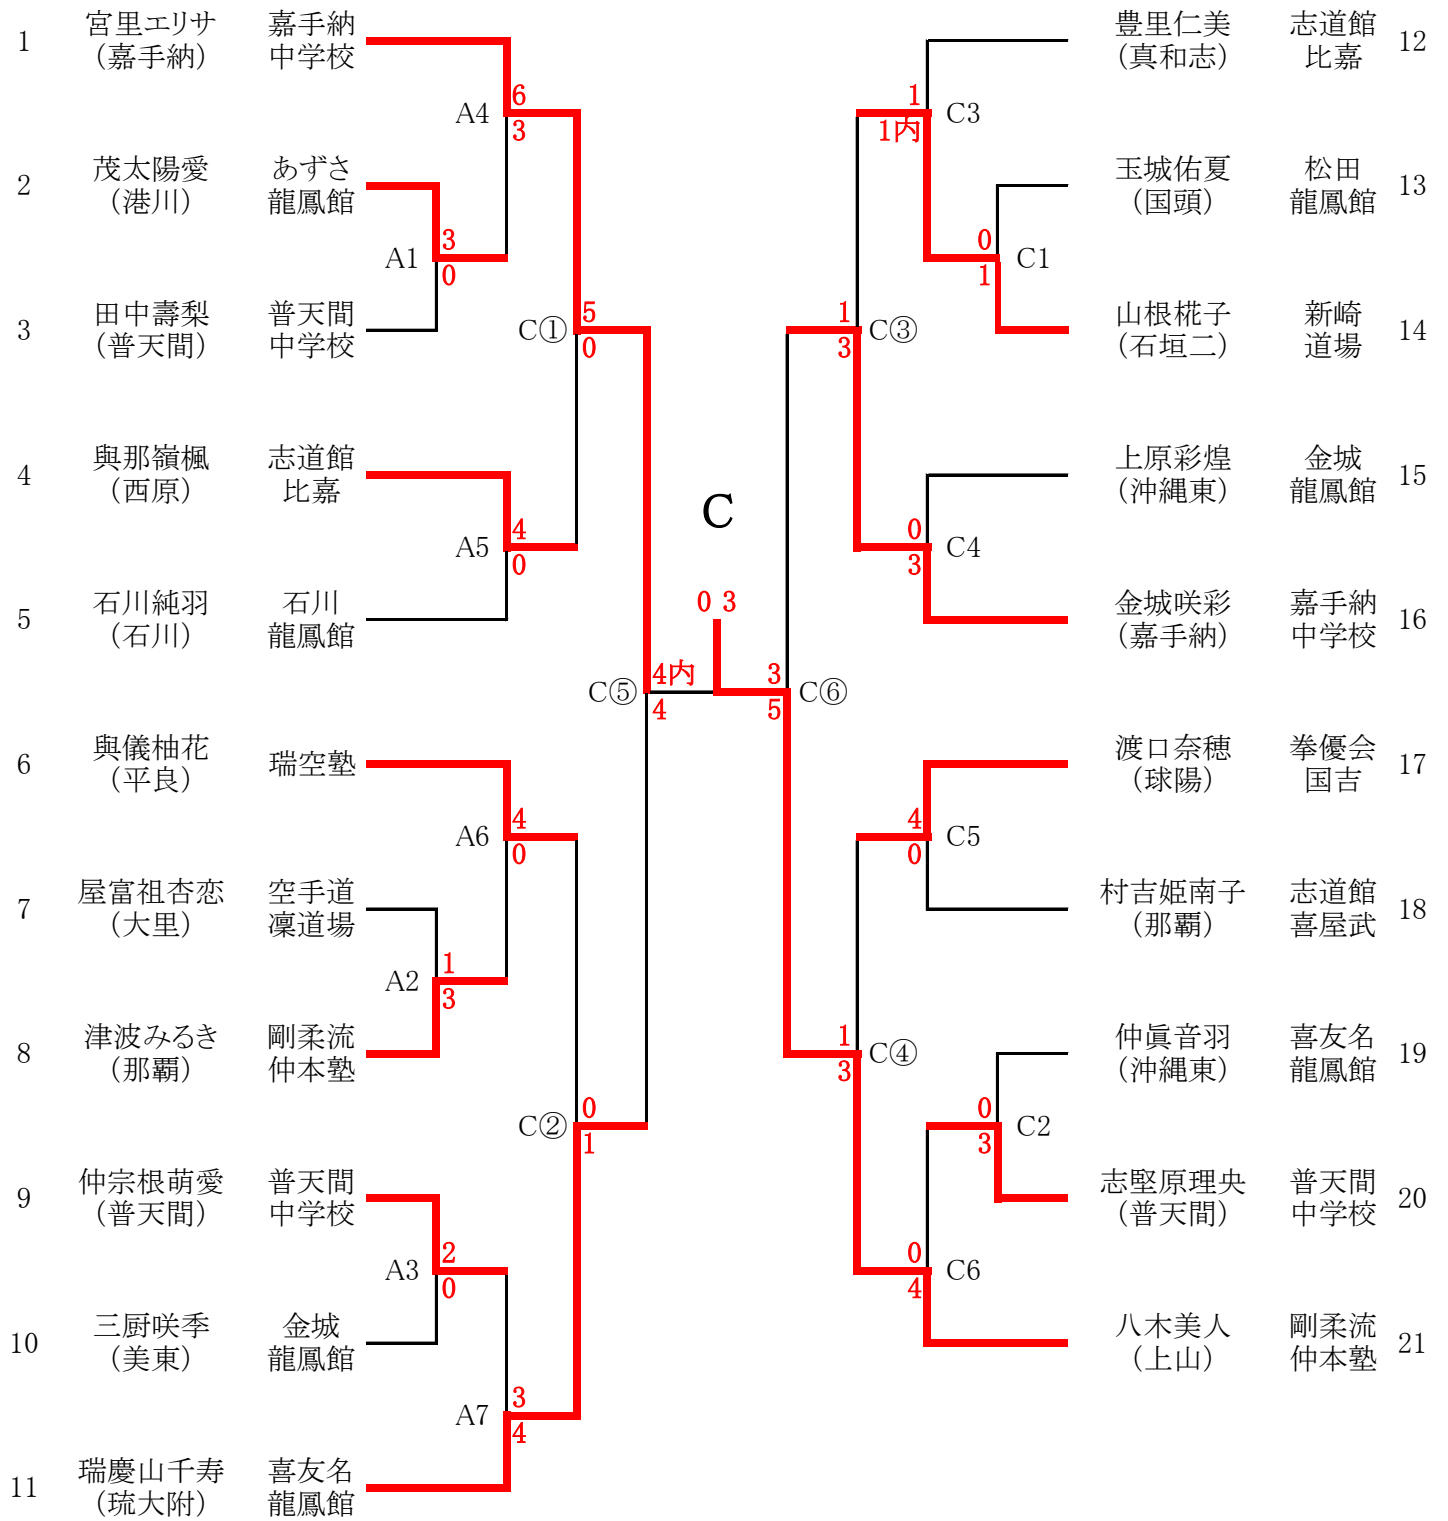 1 宮里エリサ 嘉手納
(嘉手納) 中学校
6
A4
3
2 茂太陽愛 あずさ
(港川) 龍鳳館
3
A1
0
3 田中壽梨 普天間
(普天間) 中学校
5
C①
0
4 與那嶺楓 志道館
(西原) 比嘉
4
A5
0
5 石川純羽 石川
(石川) 龍鳳館
4内
C⑤
4
6 與儀柚花 瑞空塾
(平良)
4
A6
0
7 屋富祖杏恋 空手道
(大里) 凜道場
1
A2
3
8 津波みるき 剛柔流
(那覇) 仲本塾
0
C②
1
9 仲宗根萌愛 普天間
(普天間) 中学校
2
A3
0
10 三厨咲季 金城
(美東) 龍鳳館
3
A7
4
11 瑞慶山千寿 喜友名
(琉大附) 龍鳳館
C
0 3
豊里仁美 志道館 12
(真和志) 比嘉
1
C3
1内
玉城佑夏 松田 13
(国頭) 龍鳳館
0
C1
1
山根椛子 新崎 14
(石垣二) 道場
1
C③
3
上原彩煌 金城 15
(沖縄東) 龍鳳館
0
C4
3
金城咲彩 嘉手納 16
(嘉手納) 中学校
3
C⑥
5
渡口奈穂 拳優会 17
(球陽) 国吉
4
C5
0
村吉姫南子 志道館 18
(那覇) 喜屋武
1
C④
3
仲眞音羽 喜友名 19
(沖縄東) 龍鳳館
0
C2
3
志堅原理央 普天間 20
(普天間) 中学校
0
C6
4
八木美人 剛柔流 21
(上山) 仲本塾